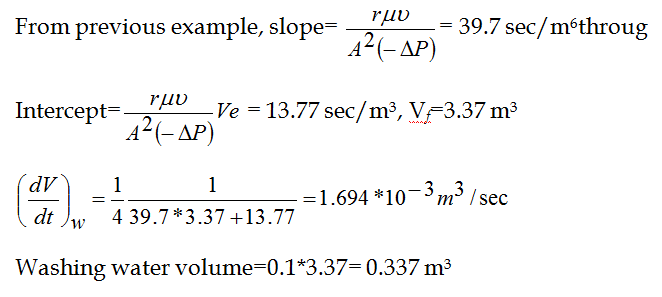 From previous example, slope= rμυ / A²(−ΔP) = 39.7 sec/m⁶throug
Intercept= rμυ / A²(−ΔP) Ve = 13.77 sec/m³, Vf=3.37 m³
(dV/dt)w = 1/4 1/(39.7*3.37+13.77) =1.694 *10⁻³m³ /sec
Washing water volume=0.1*3.37= 0.337 m³